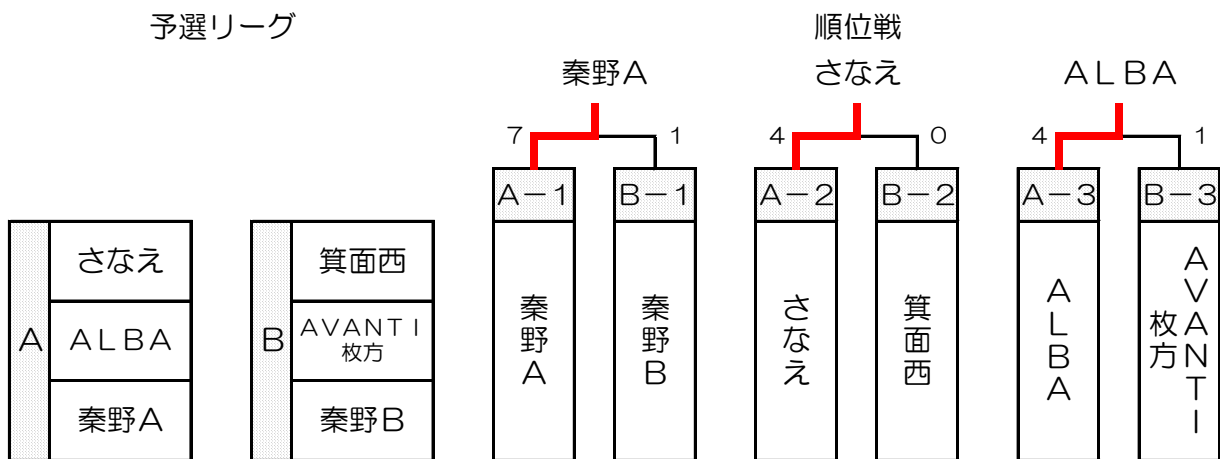 予選リーグ
順位戦
秦野A
さなえ
ALBA
7
1
4
0
4
1
A-1
B-1
A-2
B-2
A-3
B-3
A
さなえ
ALBA
秦野A
B
箕面西
AVANTI
枚方
秦野B
秦野A
秦野B
さなえ
箕面西
ALBA
AVANTI
枚方